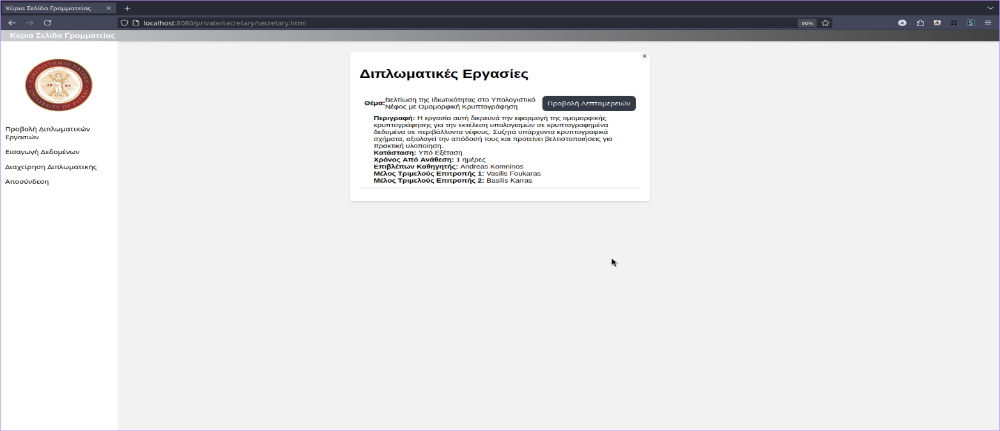 Κύρια Σελίδα Γραμματείας
localhost:8080/private/secretary/secretary.html
90%
Κύρια Σελίδα Γραμματείας
ΠΑΝΕΠΙΣΤΗΜΙΟ ΠΑΤΡΩΝ
19 64
UNIVERSITY OF PATRAS
Προβολή Διπλωματικών
Εργασιών
Εισαγωγή Δεδομένων
Διαχείρηση Διπλωματικής
Αποσύνδεση
Διπλωματικές Εργασίες
Θέμα: Βελτίωση της Ιδιωτικότητας στο Υπολογιστικό
Νέφος με Ομομορφική Κρυπτογράφηση
Προβολή Λεπτομερειών
Περιγραφή: Η εργασία αυτή διερευνά την εφαρμογή της ομομορφικής
κρυπτογράφησης για την εκτέλεση υπολογισμών σε κρυπτογραφημένα
δεδομένα σε περιβάλλοντα νέφους. Συζητά υπάρχοντα κρυπτογραφικά
σχήματα, αξιολογεί την απόδοσή τους και προτείνει βελτιστοποιήσεις για
πρακτική υλοποίηση.
Κατάσταση: Υπό Εξέταση
Χρόνος Από Ανάθεση: 1 ημέρες
Επιβλέπων Καθηγητής: Andreas Komninos
Μέλος Τριμελούς Επιτροπής 1: Vasilis Foukaras
Μέλος Τριμελούς Επιτροπής 2: Basilis Karras